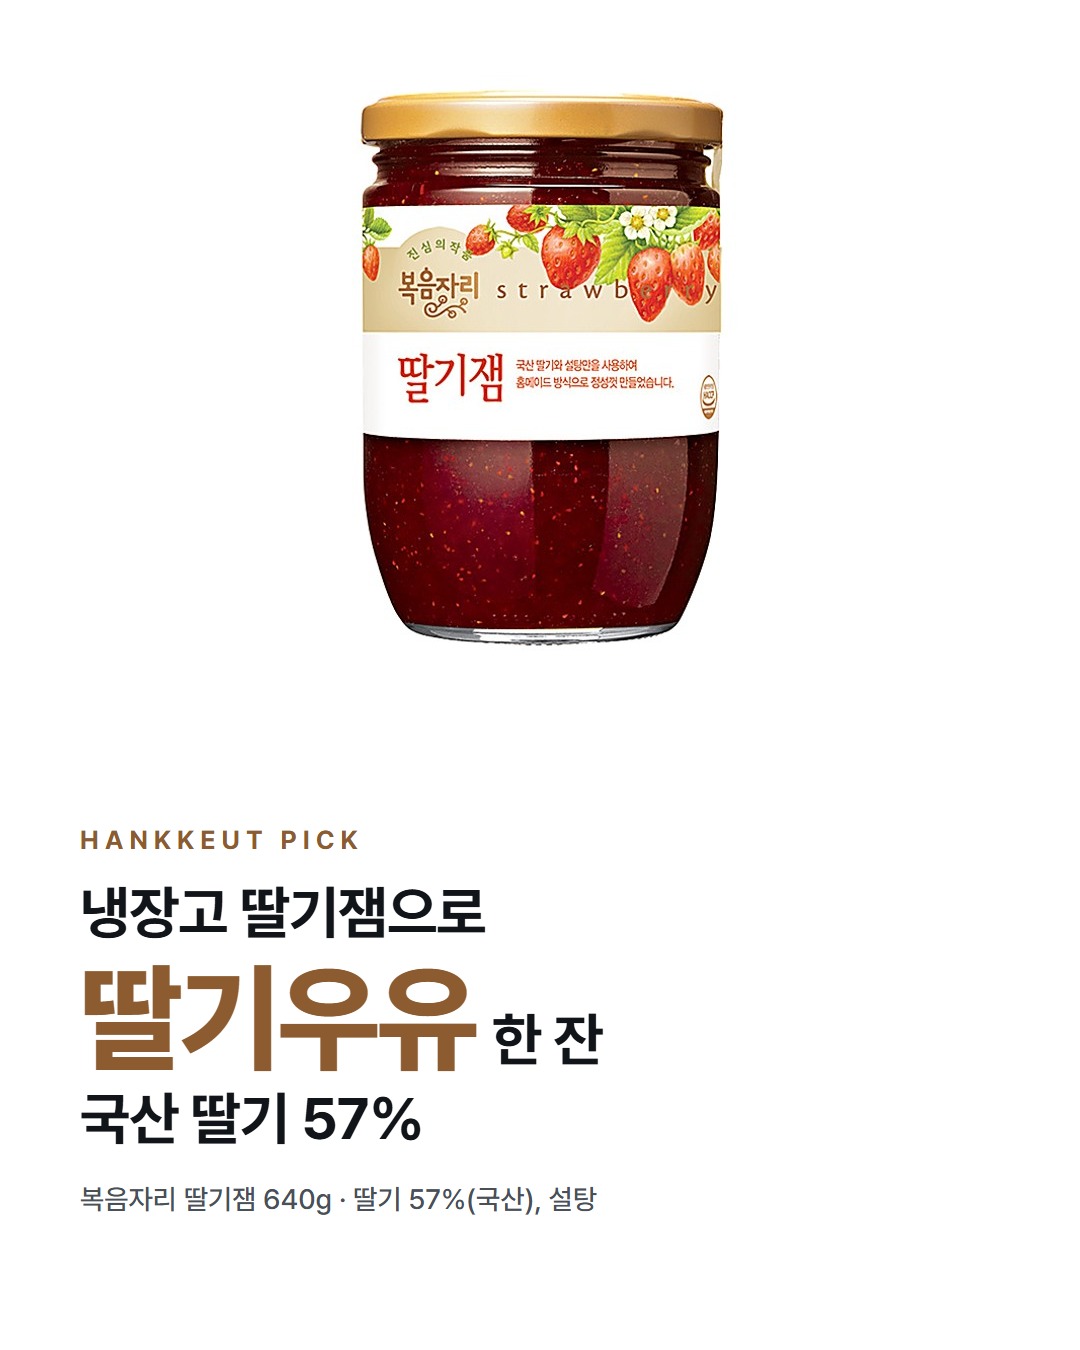 진심의작품
복음자리 strawberry
딸기잼
국산 딸기와 설탕만을 사용하여
홈메이드 방식으로 정성껏 만들었습니다.
HACCP
HANKKEUT PICK
냉장고 딸기잼으로
딸기우유 한 잔
국산 딸기 57%
복음자리 딸기잼 640g · 딸기 57%(국산), 설탕